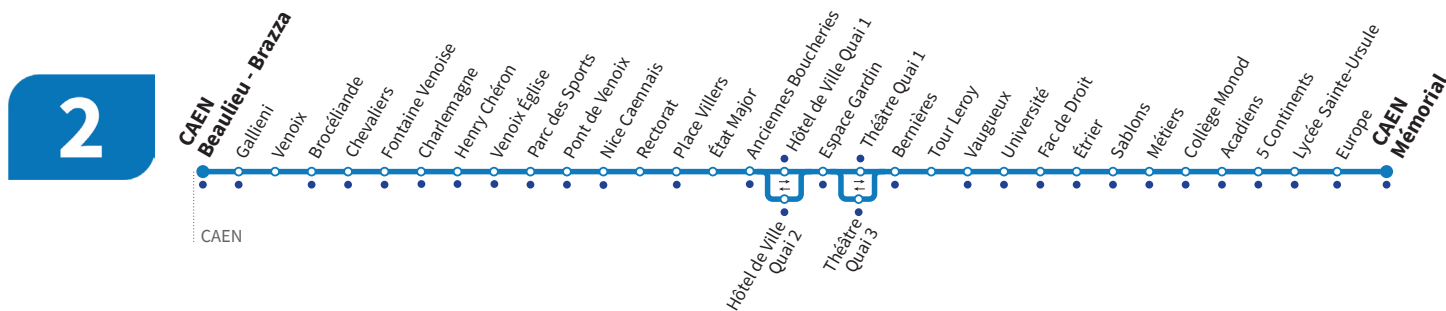 2
CAEN
Beaulieu - Brazza
Gallieni
Venoix
Brocéliande
Chevaliers
Fontaine Venoise
Charlemagne
Henry Chéron
Venoix Église
Parc des Sports
Pont de Venoix
Nice Caennais
Rectorat
Place Villers
État Major
Anciennes Boucheries
Hôtel de Ville Quai 1
Espace Gardin
Théâtre Quai 1
Bernières
Tour Leroy
Vaugueux
Université
Fac de Droit
Étrier
Sablons
Métiers
Collège Monod
Acadiens
5 Continents
Lycée Sainte-Ursule
Europe
CAEN
Mémorial
CAEN
Hôtel de Ville
Quai 2
Théâtre
Quai 3